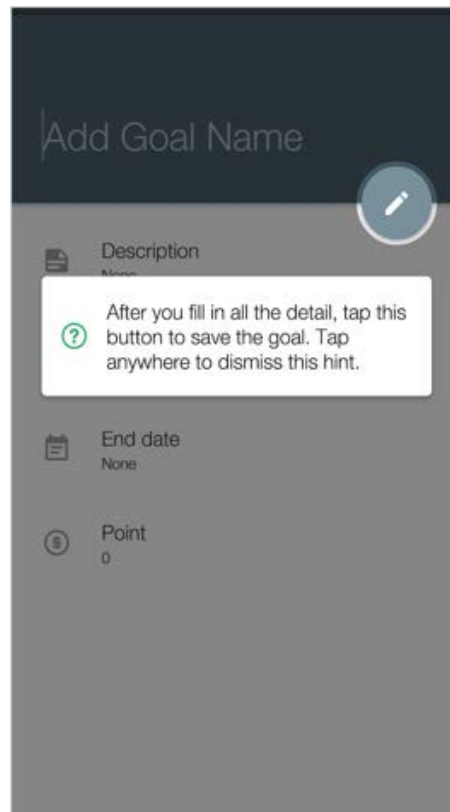 Add Goal Name
Description
None
After you fill in all the detail, tap this
button to save the goal. Tap
anywhere to dismiss this hint.
End date
None
Point
0